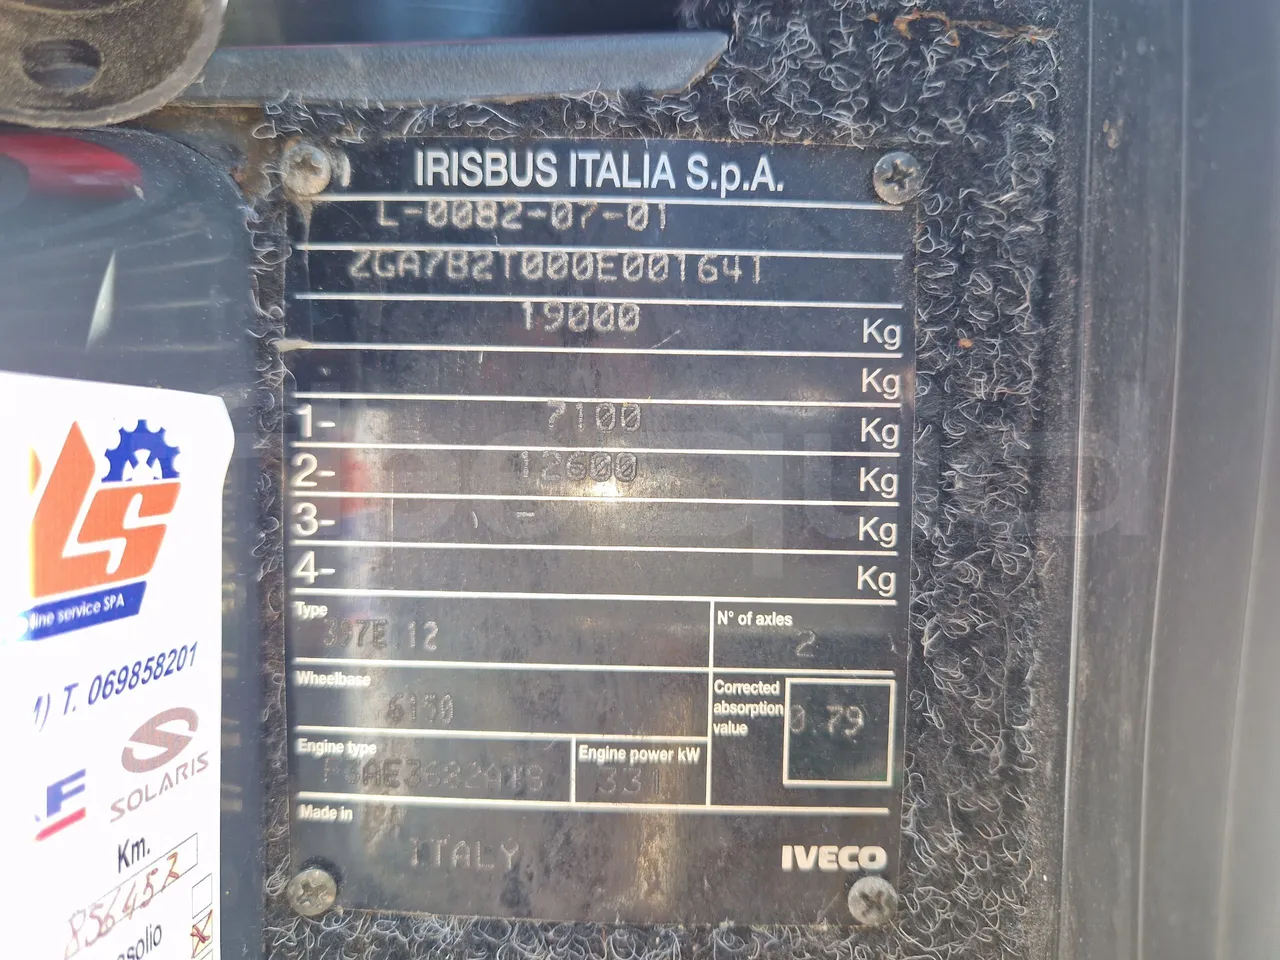 IRISBUS ITALIA S.p.A.
L-0082-07-01
ZGA7B2T000E001641
19000 Kg
Kg
1- 7100 Kg
2- 12600 Kg
3- Kg
4- Kg
Type
N° of axles
12
2
Wheelbase
6150
Corrected
absorption
value
0.79
Engine type
Engine power kW
331
Made in
ITALY
IVECO
LS
line service SPA
T. 069858201
SOLARIS
Km.